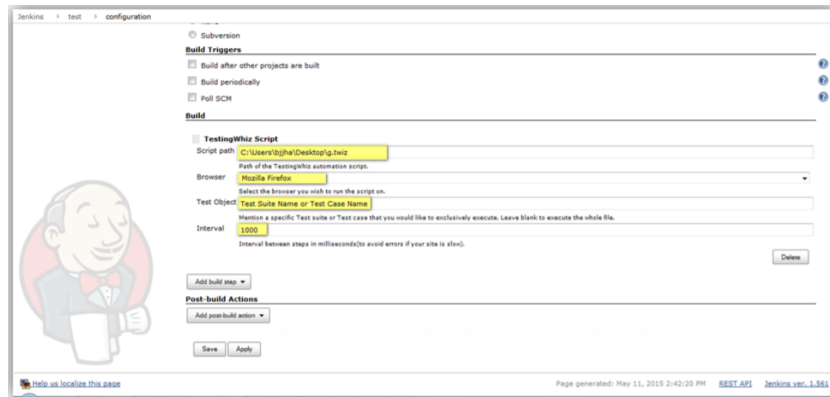 Jenkins test configuration
Subversion
Build Triggers
Build after other projects are built
Build periodically
Poll SCM
Build
TestingWhiz Script
Script path C:\Users\bjjha\Desktop\g.twiz
Path of the TestingWhiz automation script.
Browser Mozilla Firefox
Select the browser you wish to run the script on.
Test Object Test Suite Name or Test Case Name
Mention a specific Test suite or Test case that you would like to exclusively execute. Leave blank to execute the whole file.
Interval 1000
Interval between steps in milliseconds(to avoid errors if your site is slow).
Delete
Add build step
Post-build Actions
Add post-build action
Save Apply
Help us localize this page Page generated: May 11, 2015 2:42:20 PM REST API Jenkins ver. 1.561